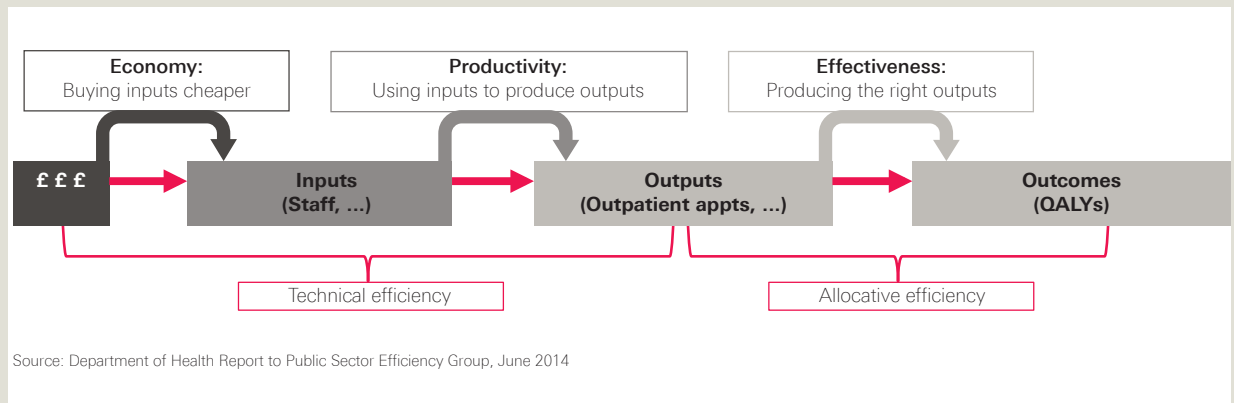 Economy:
Buying inputs cheaper
Productivity:
Using inputs to produce outputs
Effectiveness:
Producing the right outputs
£ £ £
Inputs
(Staff, ...)
Outputs
(Outpatient appts, ...)
Outcomes
(QALYs)
Technical efficiency
Allocative efficiency
Source: Department of Health Report to Public Sector Efficiency Group, June 2014